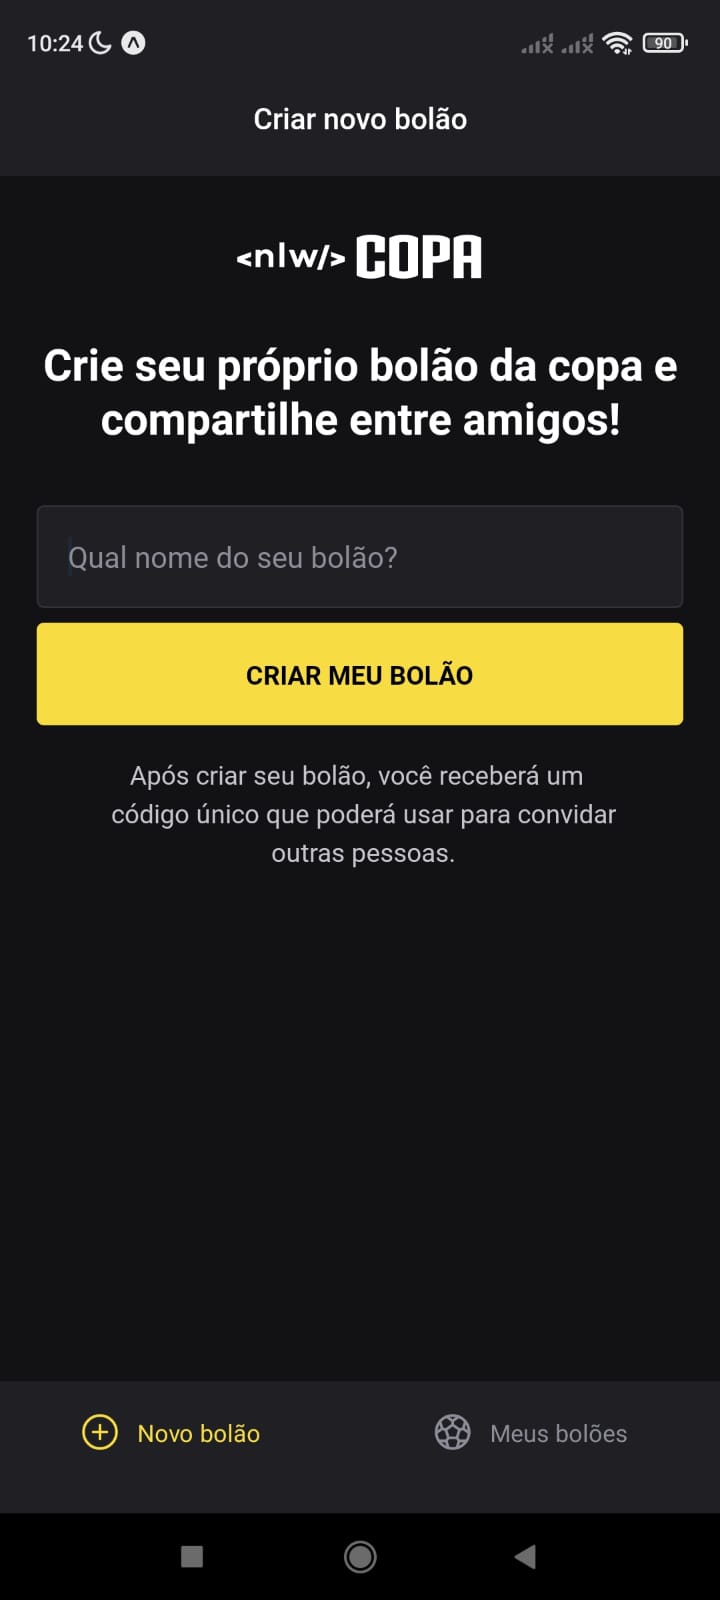 10:24
90
Criar novo bolão
<nlw/> COPA
Crie seu próprio bolão da copa e
compartilhe entre amigos!
Qual nome do seu bolão?
CRIAR MEU BOLÃO
Após criar seu bolão, você receberá um
código único que poderá usar para convidar
outras pessoas.
Novo bolão
Meus bolões